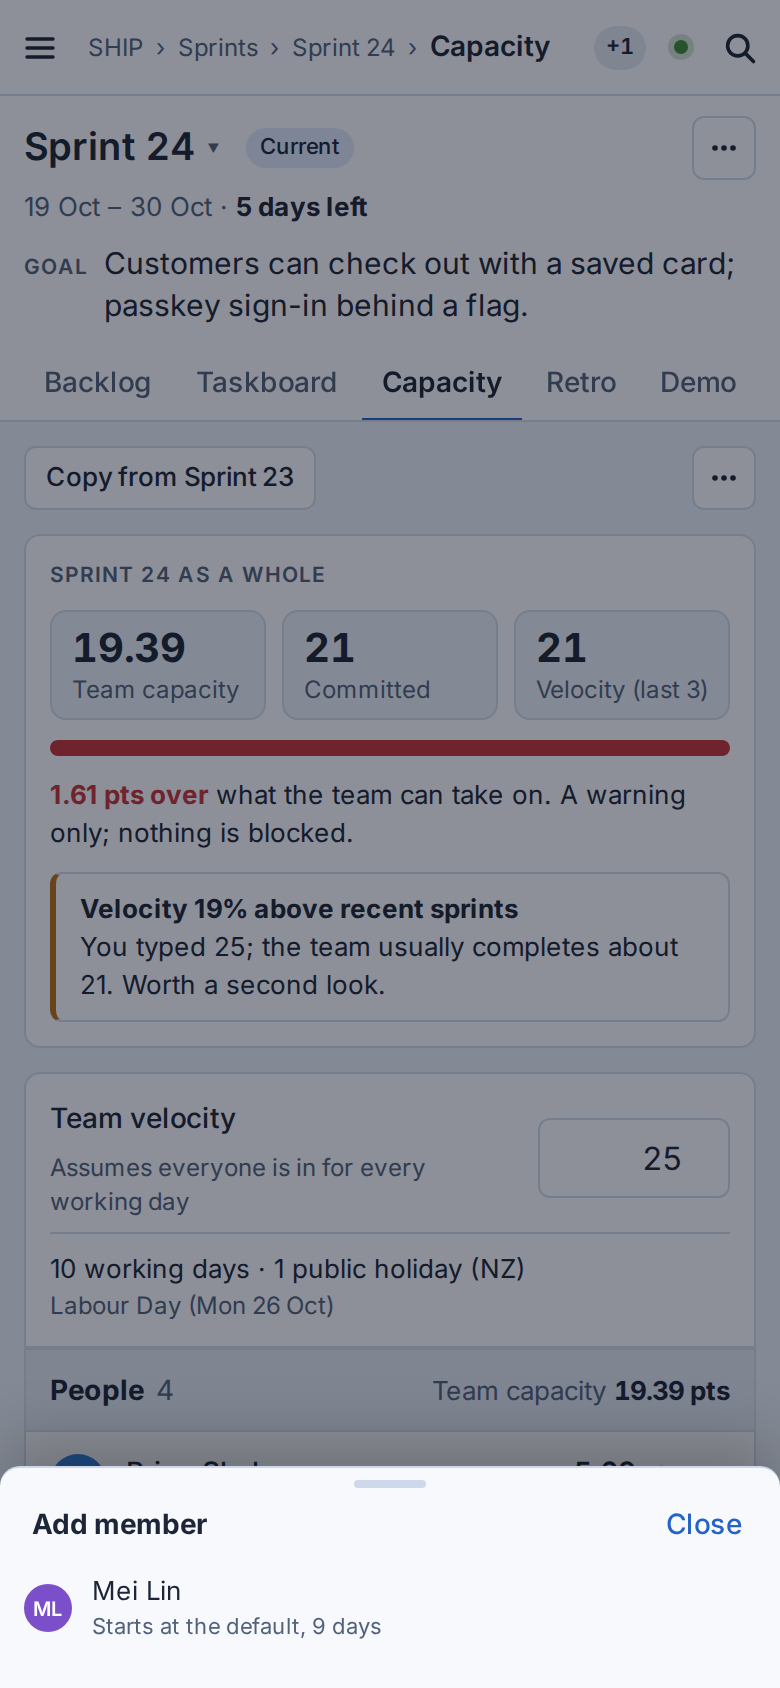 SHIP › Sprints › Sprint 24 › Capacity +1
Sprint 24 ▾ Current
19 Oct – 30 Oct · 5 days left
GOAL Customers can check out with a saved card;
passkey sign-in behind a flag.
Backlog Taskboard Capacity Retro Demo
Copy from Sprint 23
SPRINT 24 AS A WHOLE
19.39 21 21
Team capacity Committed Velocity (last 3)
1.61 pts over what the team can take on. A warning
only; nothing is blocked.
Velocity 19% above recent sprints
You typed 25; the team usually completes about
21. Worth a second look.
Team velocity
25
Assumes everyone is in for every
working day
10 working days · 1 public holiday (NZ)
Labour Day (Mon 26 Oct)
People 4 Team capacity 19.39 pts
Add member Close
ML Mei Lin
Starts at the default, 9 days